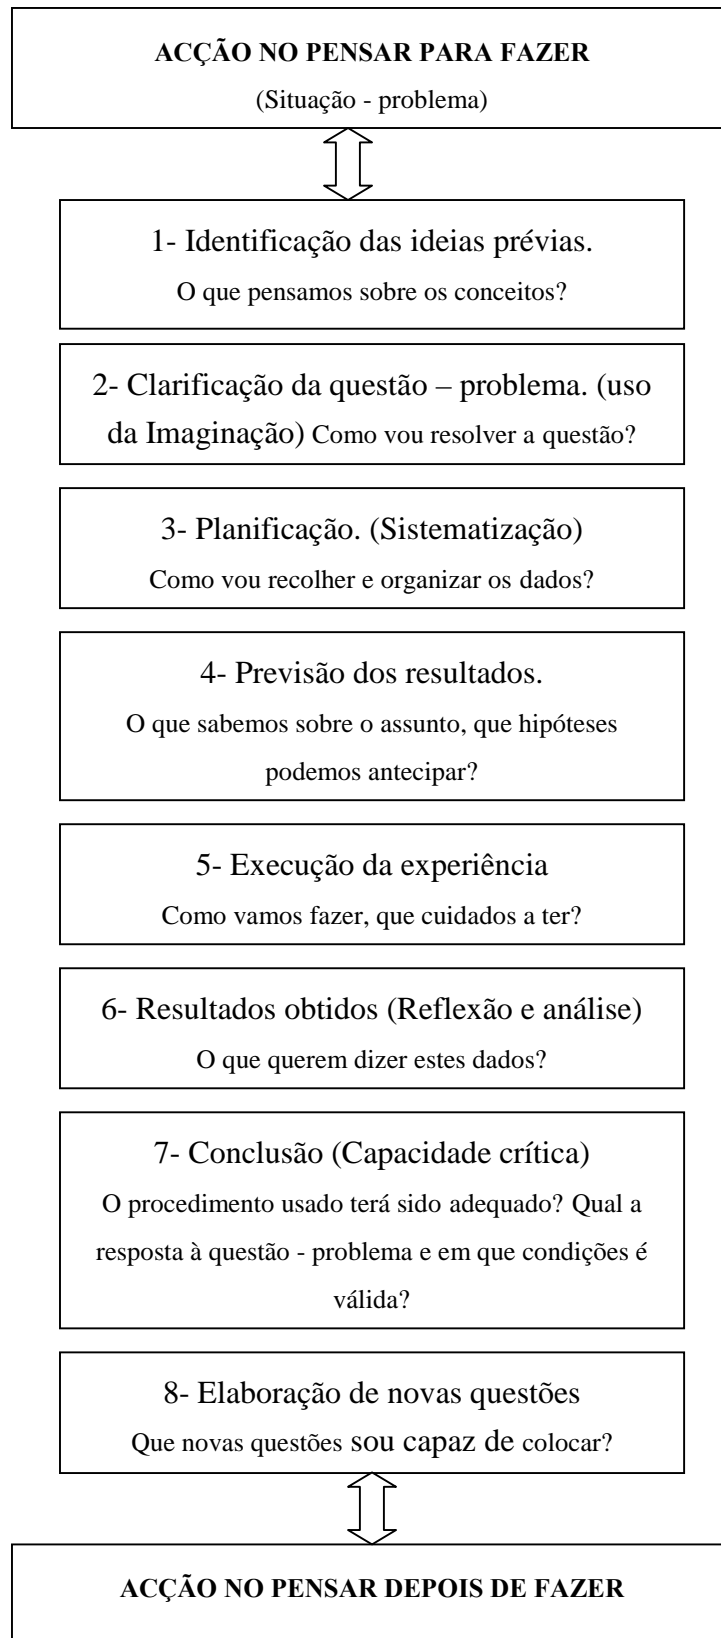 ACÇÃO NO PENSAR PARA FAZER
(Situação - problema)
1- Identificação das ideias prévias.
O que pensamos sobre os conceitos?
2- Clarificação da questão – problema. (uso
da Imaginação) Como vou resolver a questão?
3- Planificação. (Sistematização)
Como vou recolher e organizar os dados?
4- Previsão dos resultados.
O que sabemos sobre o assunto, que hipóteses
podemos antecipar?
5- Execução da experiência
Como vamos fazer, que cuidados a ter?
6- Resultados obtidos (Reflexão e análise)
O que querem dizer estes dados?
7- Conclusão (Capacidade crítica)
O procedimento usado terá sido adequado? Qual a
resposta à questão - problema e em que condições é
válida?
8- Elaboração de novas questões
Que novas questões sou capaz de colocar?
ACÇÃO NO PENSAR DEPOIS DE FAZER